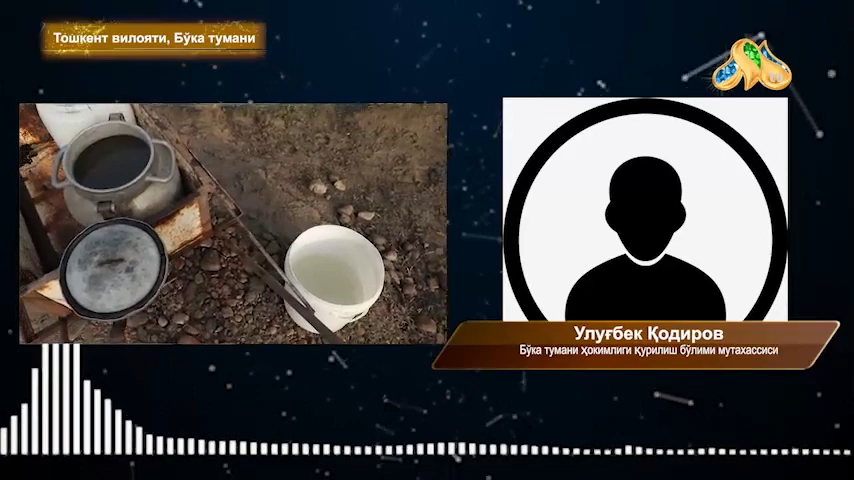 Тошкент вилояти, Бўка тумани
Улуғбек Қодиров
Бўка тумани ҳокимлиги қурилиш бўлими мутахассиси